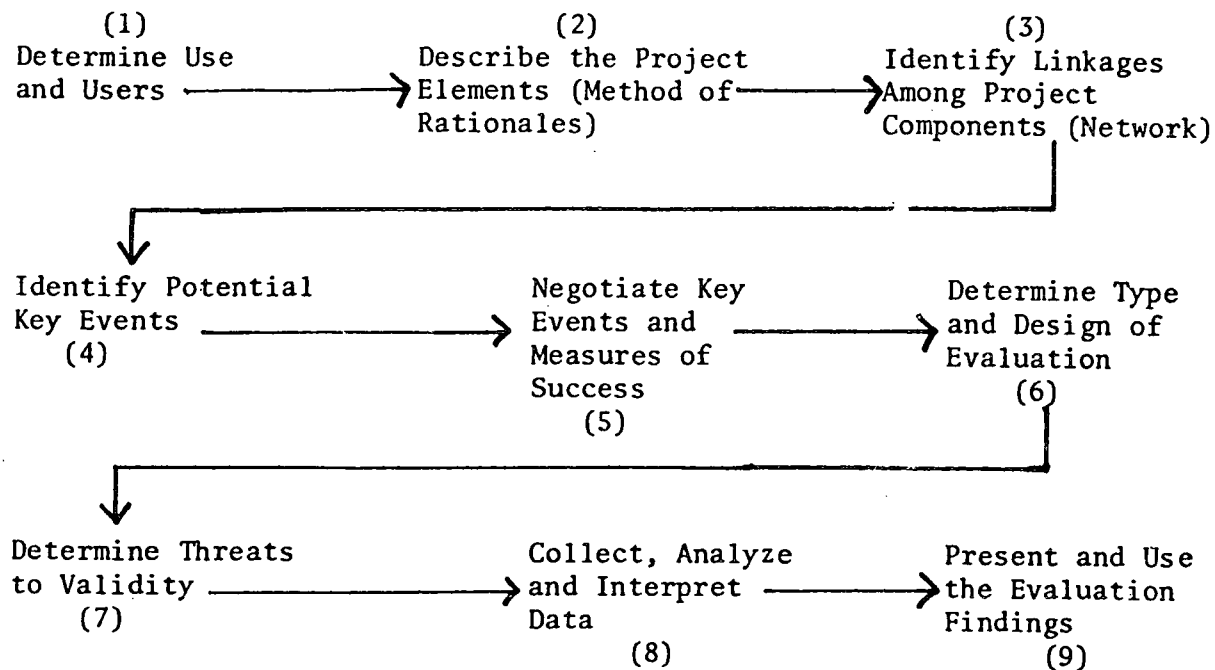 (1)
Determine Use
and Users
(2)
Describe the Project
Elements (Method of
Rationales)
(3)
Identify Linkages
Among Project
Components (Network)
Identify Potential
Key Events
(4)
Negotiate Key
Events and
Measures of
Success
(5)
Determine Type
and Design of
Evaluation
(6)
Determine Threats
to Validity
(7)
Collect, Analyze
and Interpret
Data
(8)
Present and Use
the Evaluation
Findings
(9)